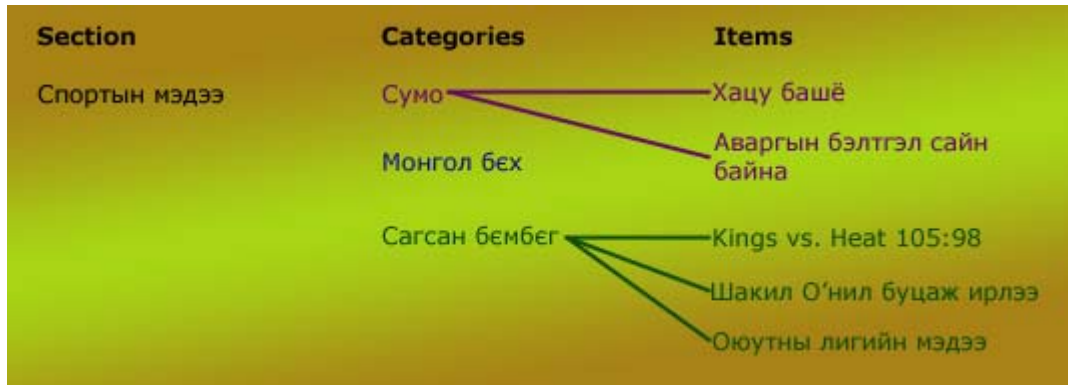 Section Categories Items
Спортын мэдээ Сумо Хацу башё
Аваргын бэлтгэл сайн
байна
Монгол бєх
Сагсан бємбєг Kings vs. Heat 105:98
Шакил О’нил буцаж ирлээ
Оюутны лигийн мэдээ